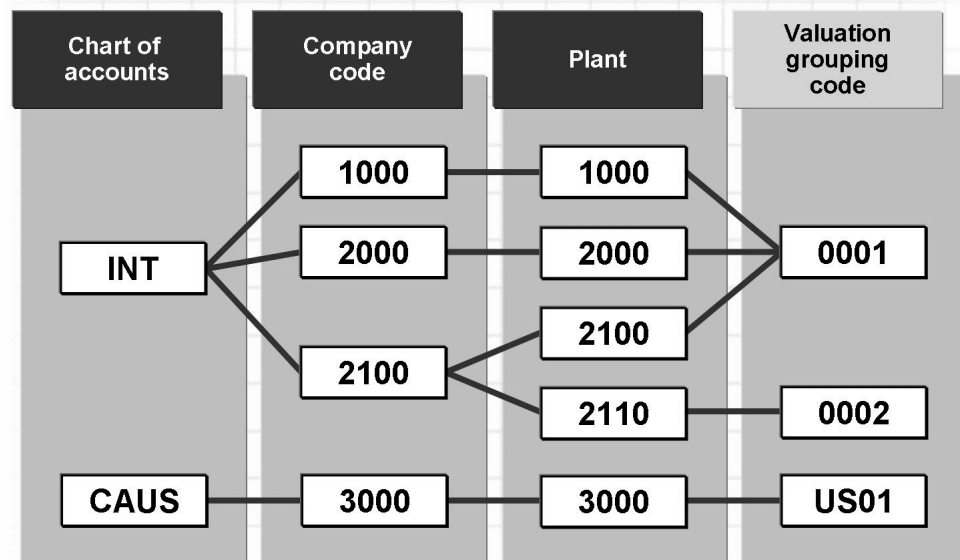 Chart of
accounts
Company
code
Plant
Valuation
grouping
code
1000
1000
2000
2000
INT
0001
2100
2100
2110
0002
CAUS
3000
3000
US01